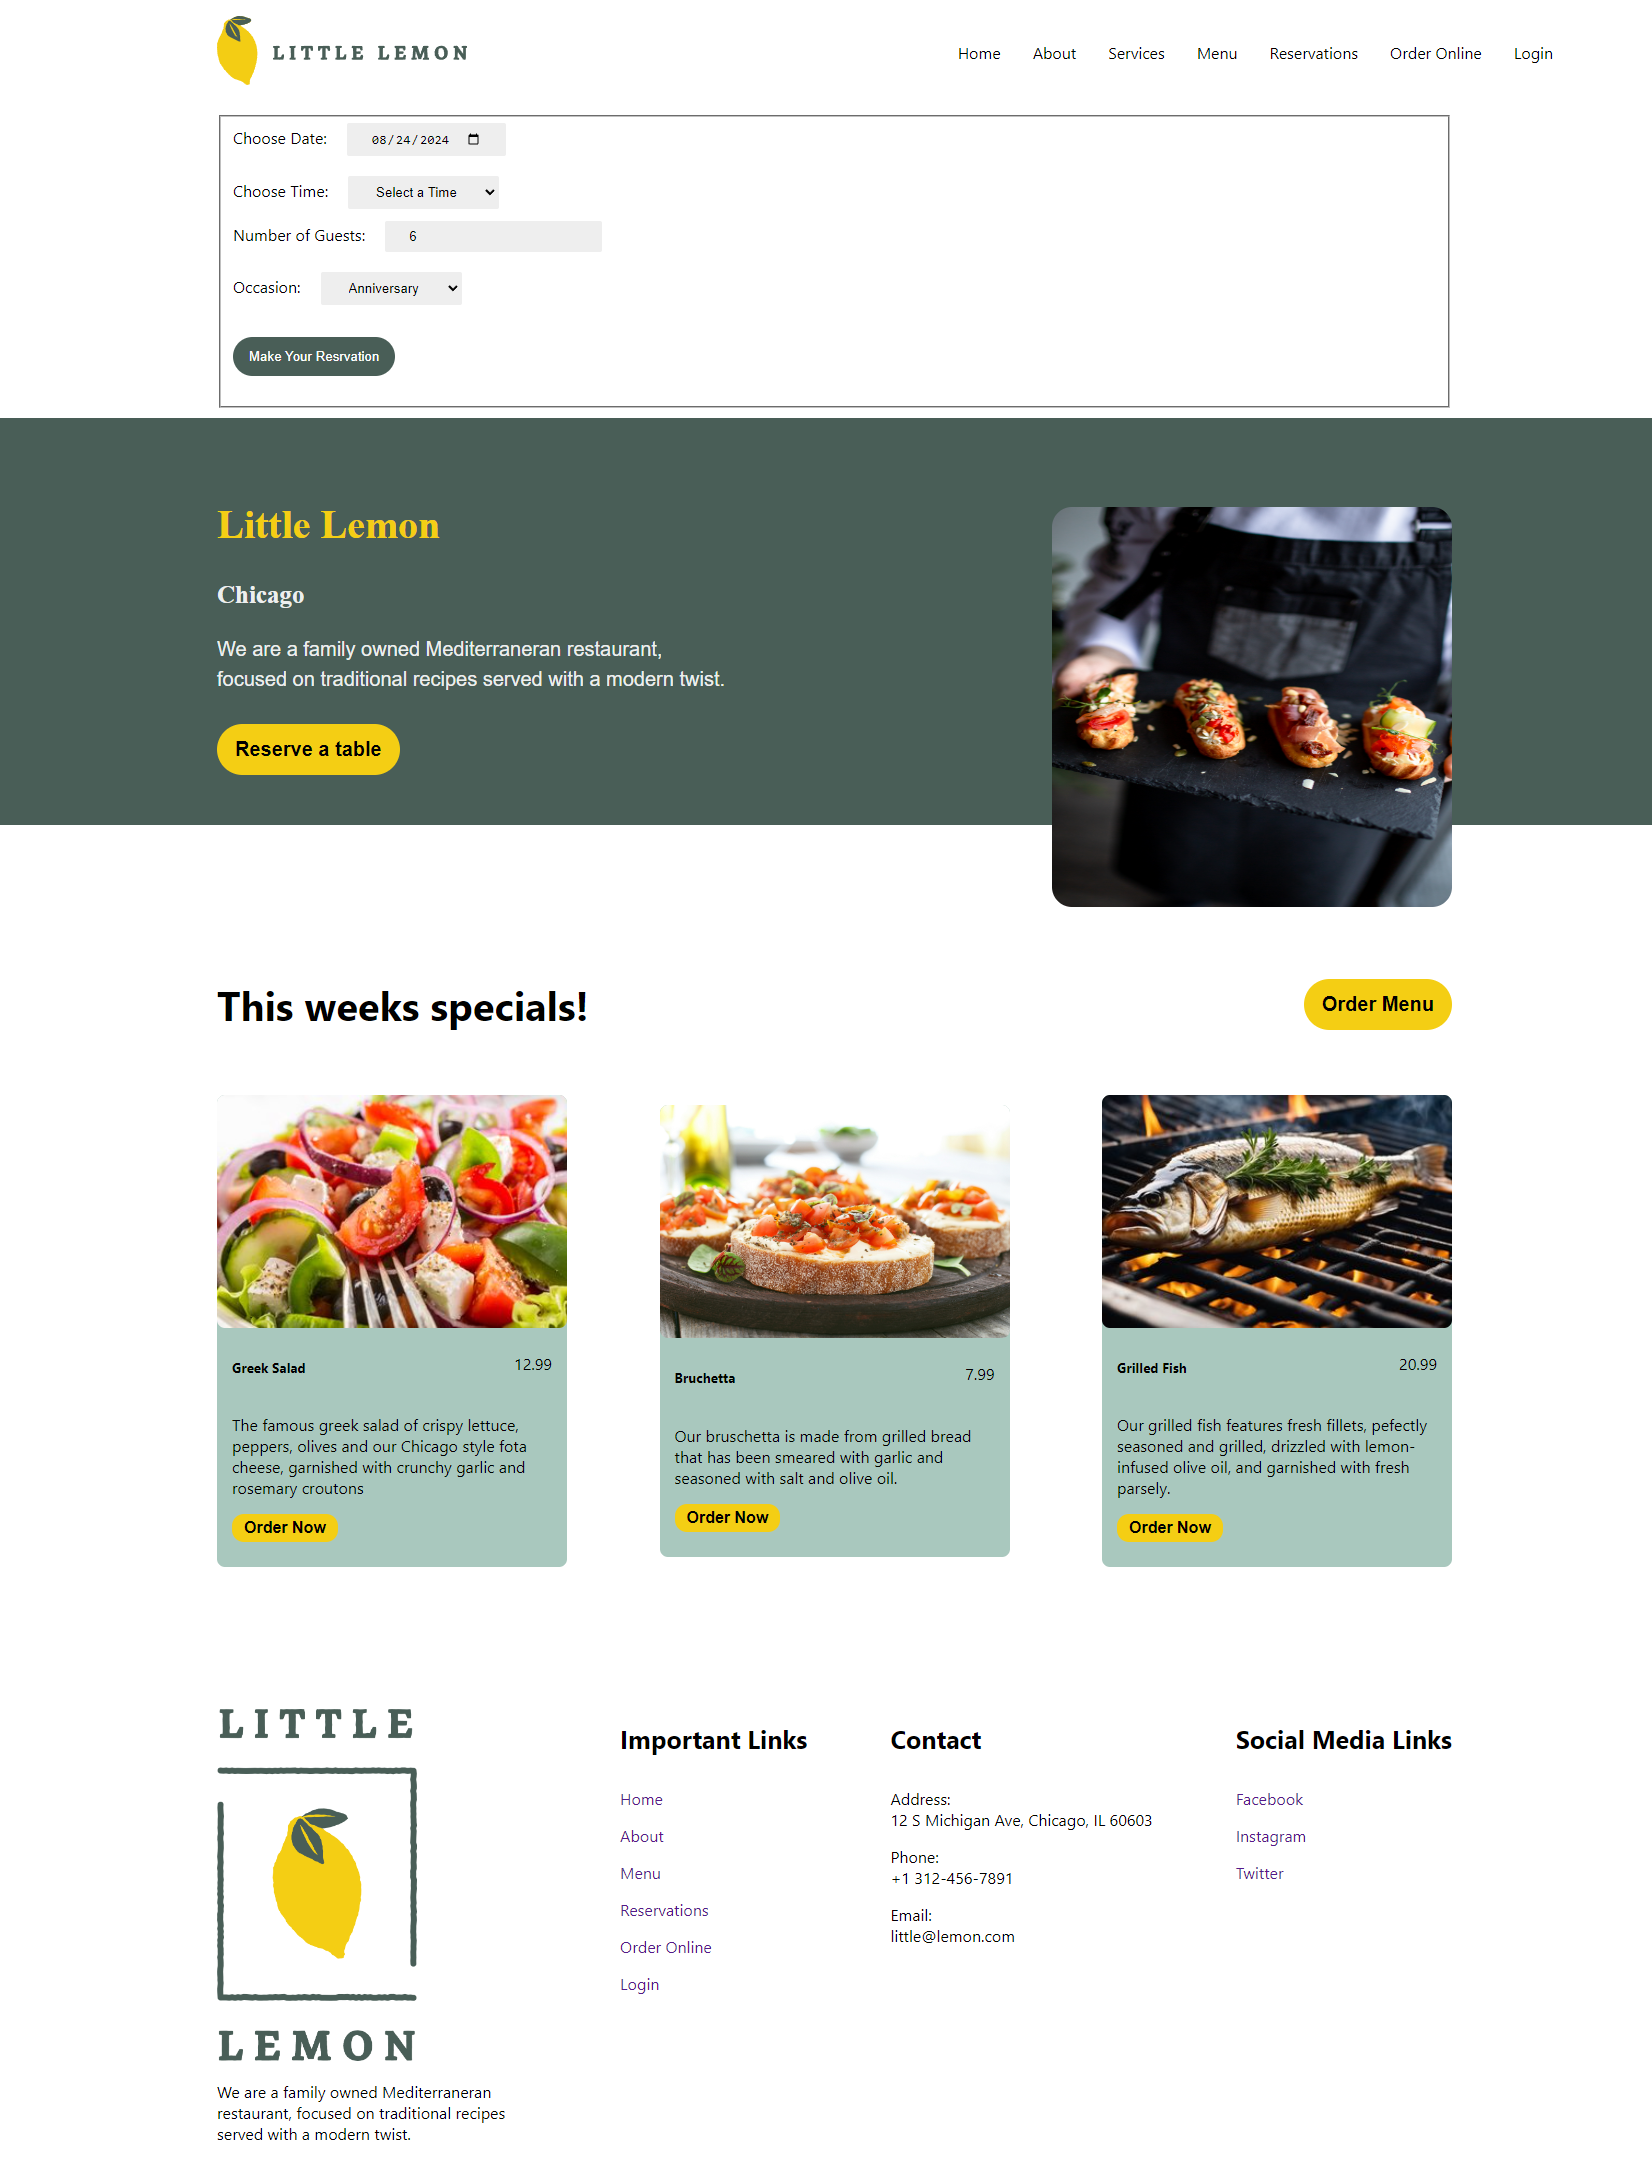 LITTLE LEMON
Home About Services Menu Reservations Order Online Login
Choose Date: 08/24/2024
Choose Time: Select a Time
Number of Guests: 6
Occasion: Anniversary
Make Your Resrvation
Little Lemon
Chicago
We are a family owned Mediterraneran restaurant,
focused on traditional recipes served with a modern twist.
Reserve a table
This weeks specials!
Order Menu
Greek Salad 12.99
The famous greek salad of crispy lettuce,
peppers, olives and our Chicago style fota
cheese, garnished with crunchy garlic and
rosemary croutons
Order Now
Bruchetta 7.99
Our bruschetta is made from grilled bread
that has been smeared with garlic and
seasoned with salt and olive oil.
Order Now
Grilled Fish 20.99
Our grilled fish features fresh fillets, pefectly
seasoned and grilled, drizzled with lemon-
infused olive oil, and garnished with fresh
parsely.
Order Now
LITTLE
LEMON
We are a family owned Mediterraneran
restaurant, focused on traditional recipes
served with a modern twist.
Important Links
Home
About
Menu
Reservations
Order Online
Login
Contact
Address:
12 S Michigan Ave, Chicago, IL 60603
Phone:
+1 312-456-7891
Email:
little@lemon.com
Social Media Links
Facebook
Instagram
Twitter